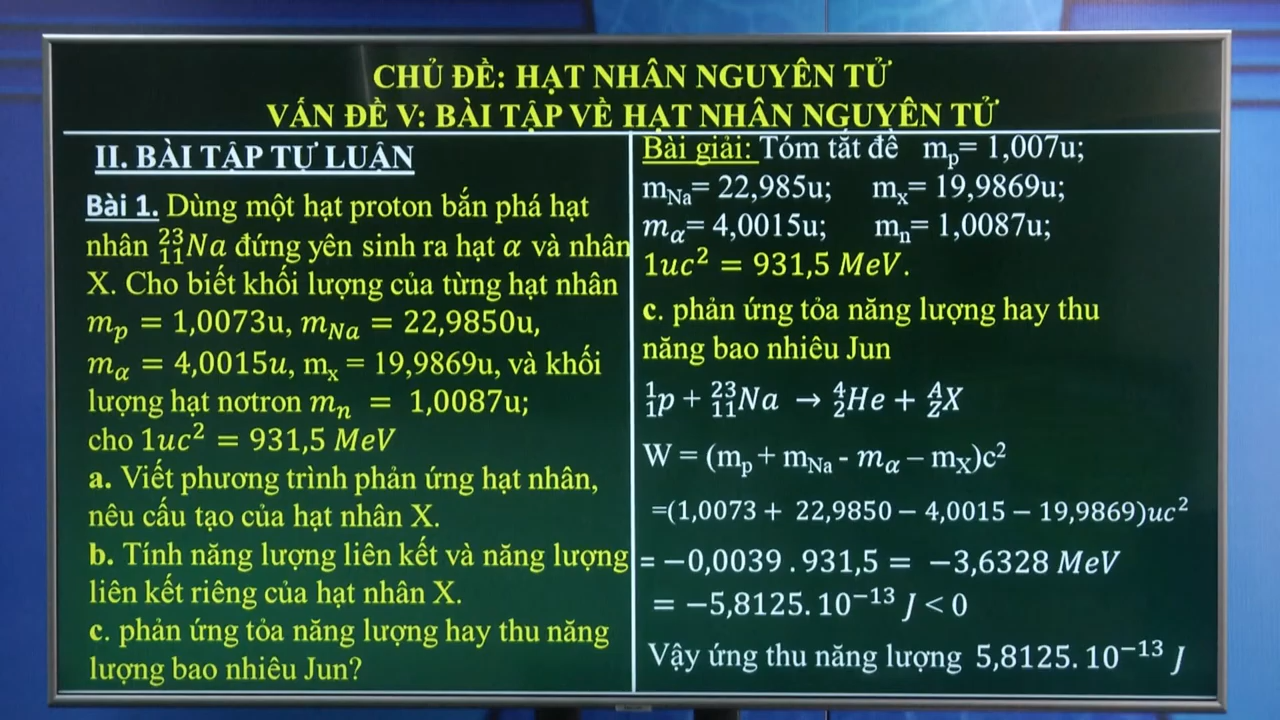 CHỦ ĐỀ: HẠT NHÂN NGUYÊN TỬ
VẤN ĐỀ V: BÀI TẬP VỀ HẠT NHÂN NGUYÊN TỬ
II. BÀI TẬP TỰ LUẬN
Bài 1. Dùng một hạt proton bắn phá hạt
nhân ²³₁₁Na đứng yên sinh ra hạt α và nhân
X. Cho biết khối lượng của từng hạt nhân
mₚ = 1,0073u, m_Na = 22,9850u,
m_α = 4,0015u, mₓ = 19,9869u, và khối
lượng hạt nơtron mₙ = 1,0087u;
cho 1uc² = 931,5 MeV
a. Viết phương trình phản ứng hạt nhân,
nêu cấu tạo của hạt nhân X.
b. Tính năng lượng liên kết và năng lượng
liên kết riêng của hạt nhân X.
c. phản ứng tỏa năng lượng hay thu năng
lượng bao nhiêu Jun?
Bài giải: Tóm tắt đề mₚ= 1,007u;
m_Na= 22,985u; mₓ= 19,9869u;
m_α= 4,0015u; mₙ= 1,0087u;
1uc² = 931,5 MeV.
c. phản ứng tỏa năng lượng hay thu
năng bao nhiêu Jun
¹₁p + ²³₁₁Na → ⁴₂He + ᴬ_Z X
W = (mₚ + m_Na - m_α – m_X)c²
=(1,0073 + 22,9850 − 4,0015 − 19,9869)uc²
= −0,0039 . 931,5 = −3,6328 MeV
= −5,8125. 10⁻¹³ J < 0
Vậy ứng thu năng lượng 5,8125. 10⁻¹³ J